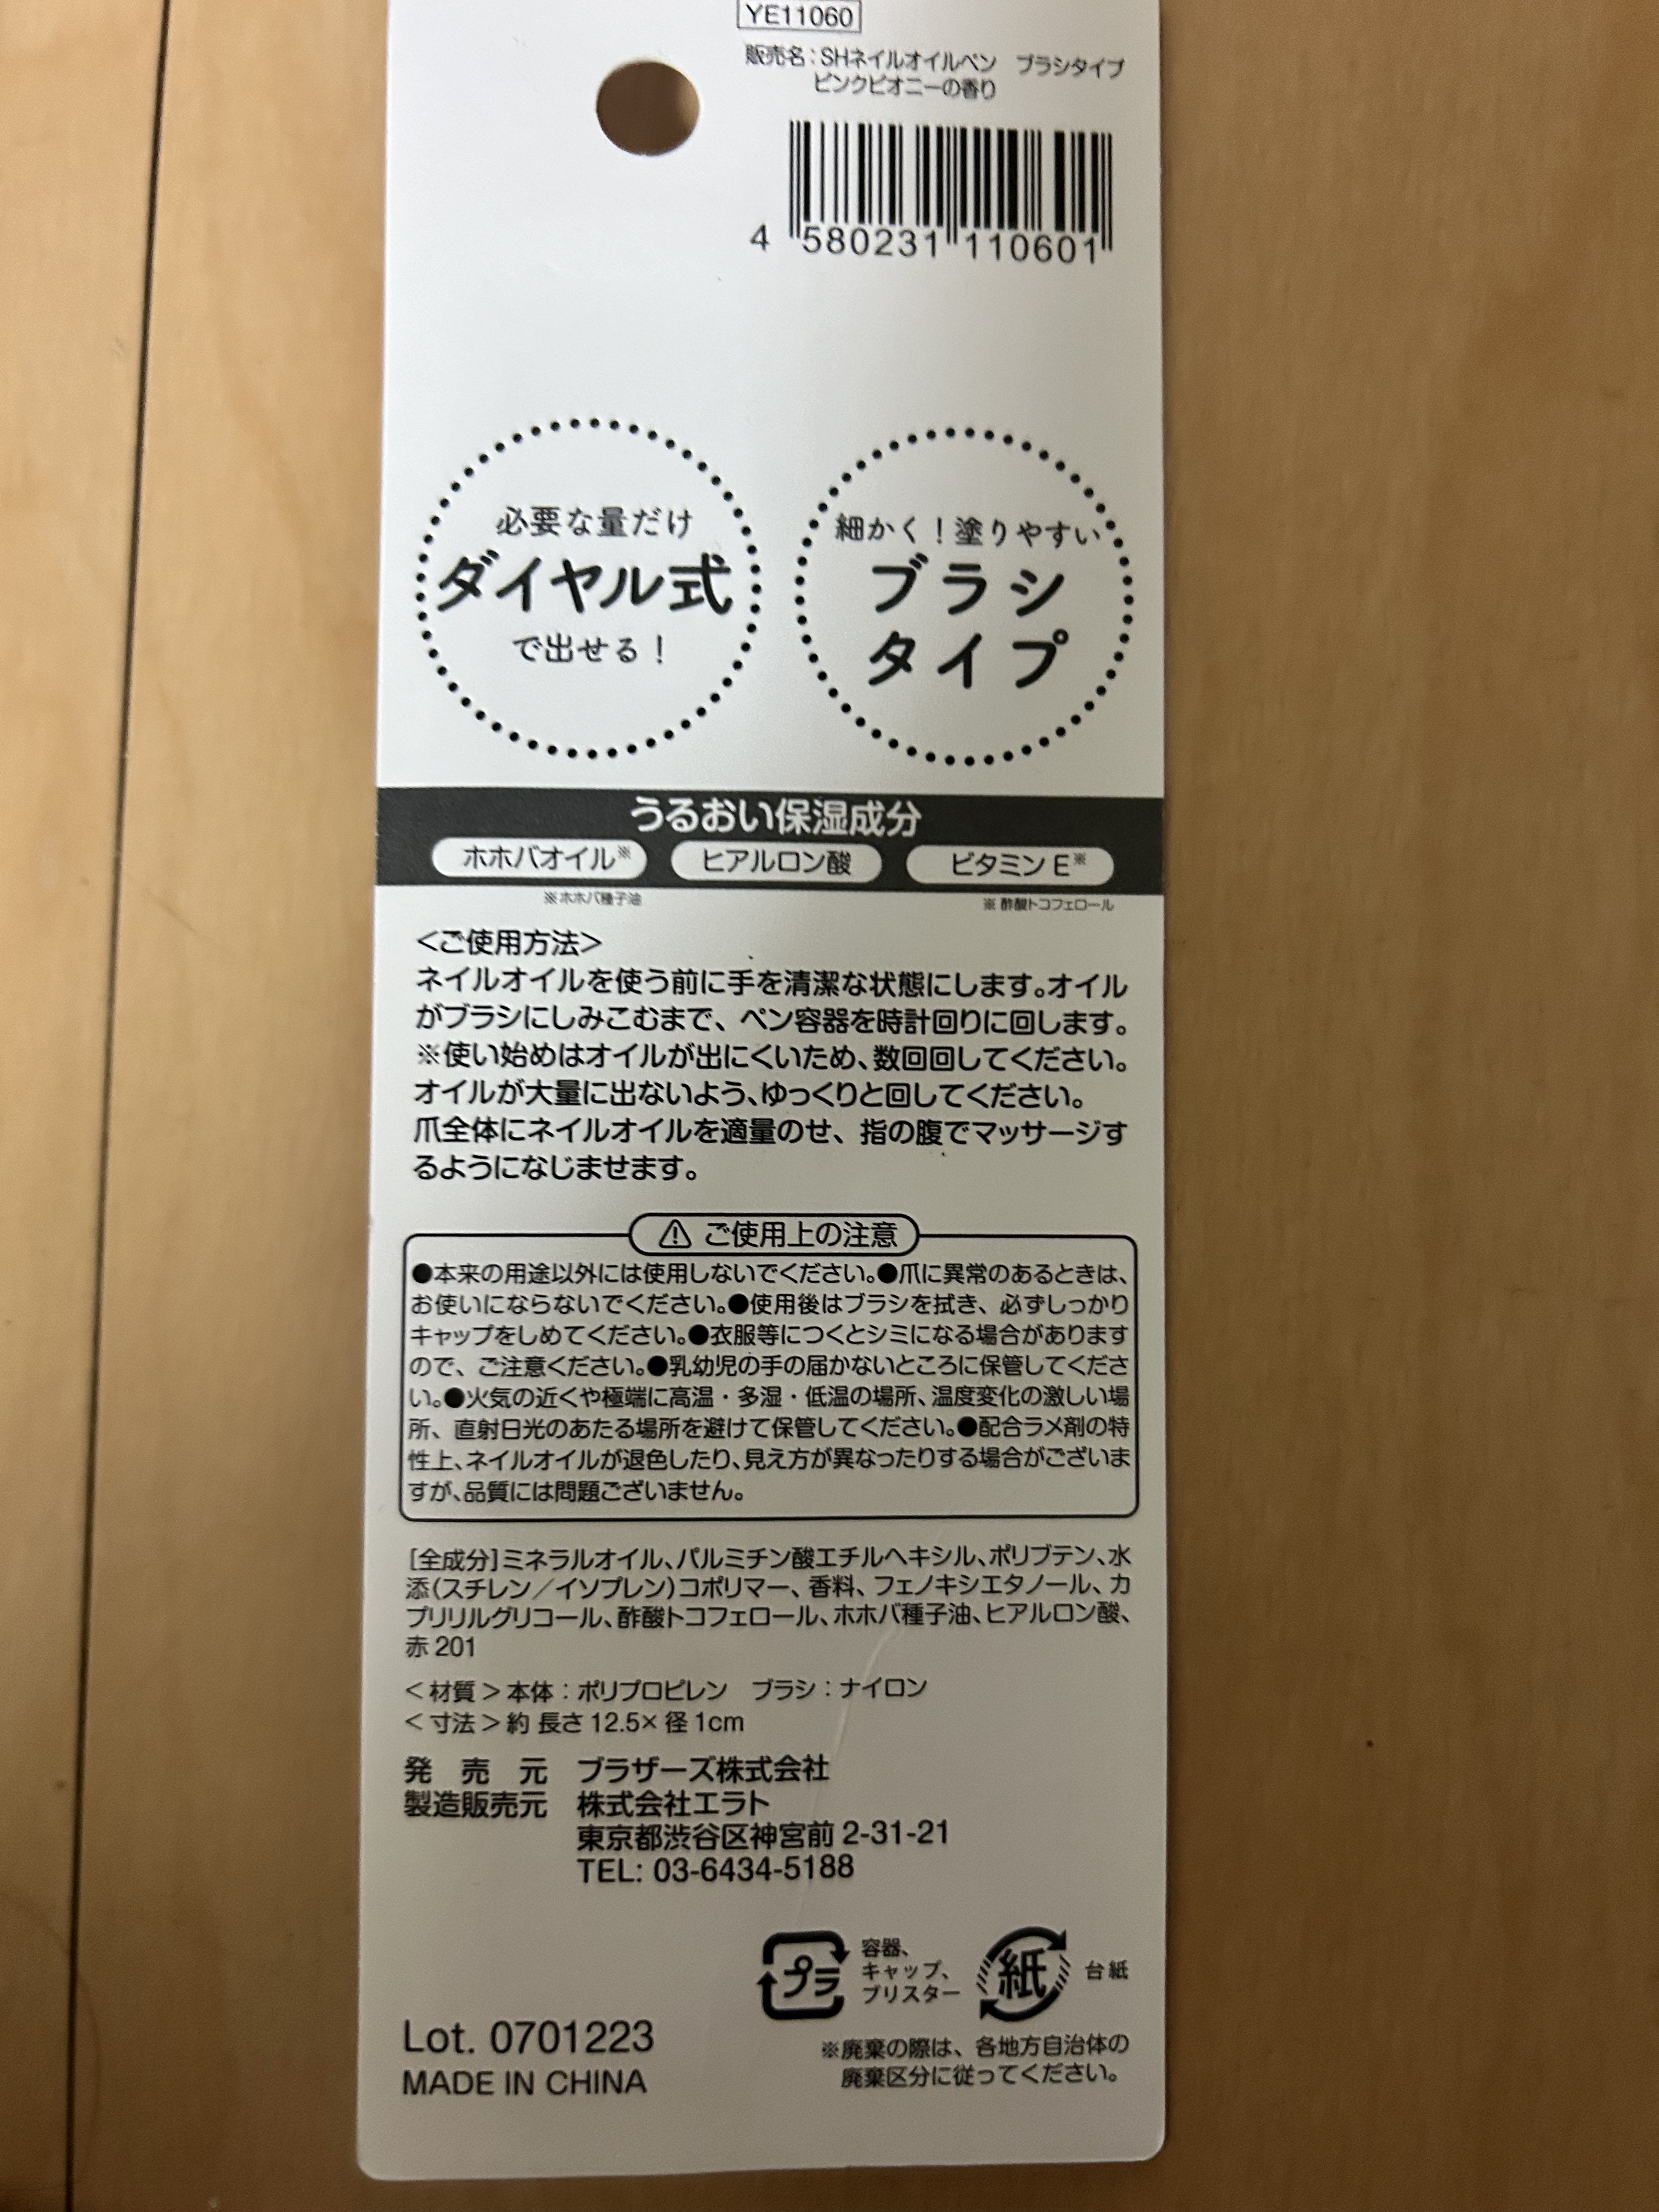 YE11060
販売名：SHネイルオイルペン　ブラシタイプ
ピンクピオニーの香り
4 580231 110601
必要な量だけ
ダイヤル式
で出せる！
細かく！塗りやすい
ブラシ
タイプ
うるおい保湿成分
ホホバオイル※　ヒアルロン酸　ビタミンE※
※ホホバ種子油　※酢酸トコフェロール
＜ご使用方法＞
ネイルオイルを使う前に手を清潔な状態にします。オイル
がブラシにしみこむまで、ペン容器を時計回りに回します。
※使い始めはオイルが出にくいため、数回回してください。
オイルが大量に出ないよう、ゆっくりと回してください。
爪全体にネイルオイルを適量のせ、指の腹でマッサージす
るようになじませます。
⚠ ご使用上の注意
●本来の用途以外には使用しないでください。●爪に異常のあるときは、
お使いにならないでください。●使用後はブラシを拭き、必ずしっかり
キャップをしめてください。●衣服等につくとシミになる場合があります
ので、ご注意ください。●乳幼児の手の届かないところに保管してくださ
い。●火気の近くや極端に高温・多湿・低温の場所、温度変化の激しい場
所、直射日光のあたる場所を避けて保管してください。●配合ラメ剤の特
性上、ネイルオイルが退色したり、見え方が異なったりする場合がございま
すが、品質には問題ございません。
[全成分]ミネラルオイル、パルミチン酸エチルヘキシル、ポリブテン、水
添（スチレン／イソプレン）コポリマー、香料、フェノキシエタノール、カ
プリリルグリコール、酢酸トコフェロール、ホホバ種子油、ヒアルロン酸、
赤201
＜材質＞本体：ポリプロピレン　ブラシ：ナイロン
＜寸法＞約 長さ12.5×径1cm
発　売　元　ブラザーズ株式会社
製造販売元　株式会社エラト
東京都渋谷区神宮前2-31-21
TEL: 03-6434-5188
プラ
容器、
キャップ、
ブリスター
紙
台紙
※廃棄の際は、各地方自治体の
廃棄区分に従ってください。
Lot. 0701223
MADE IN CHINA